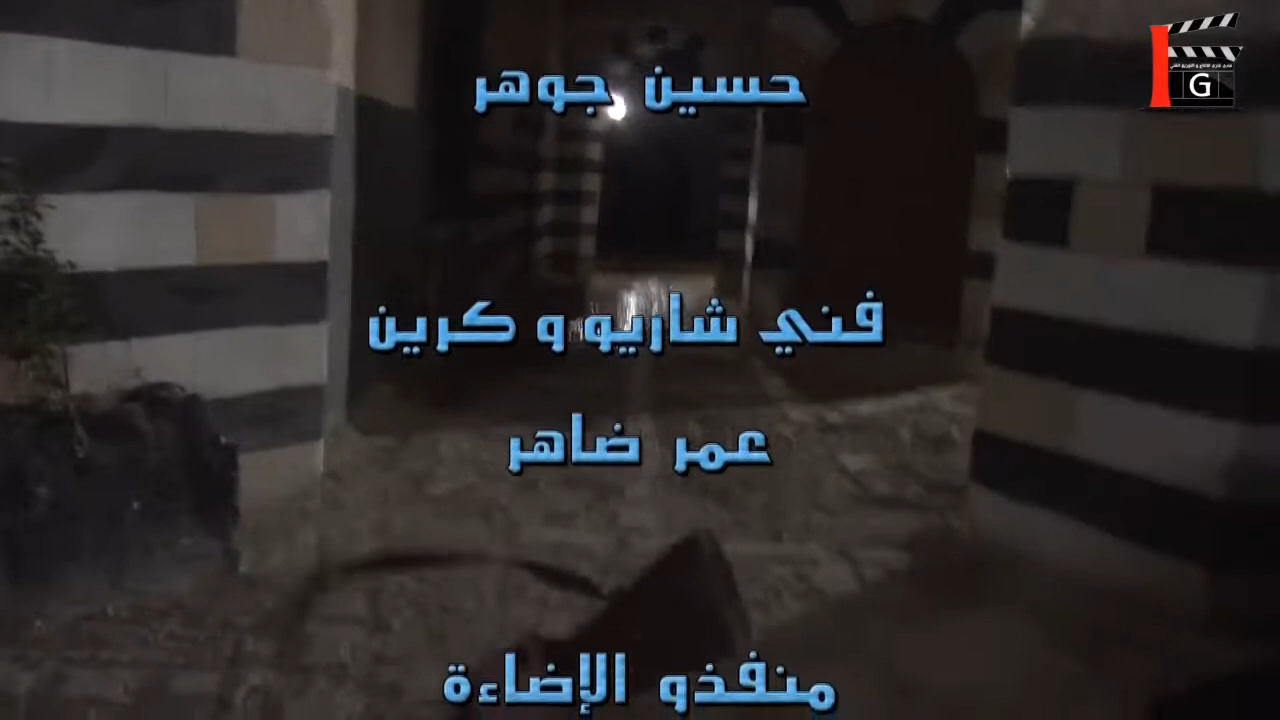 حسين جوهر
فني شاريو و كرين
عمر ضاهر
منفذو الإضاءة
G